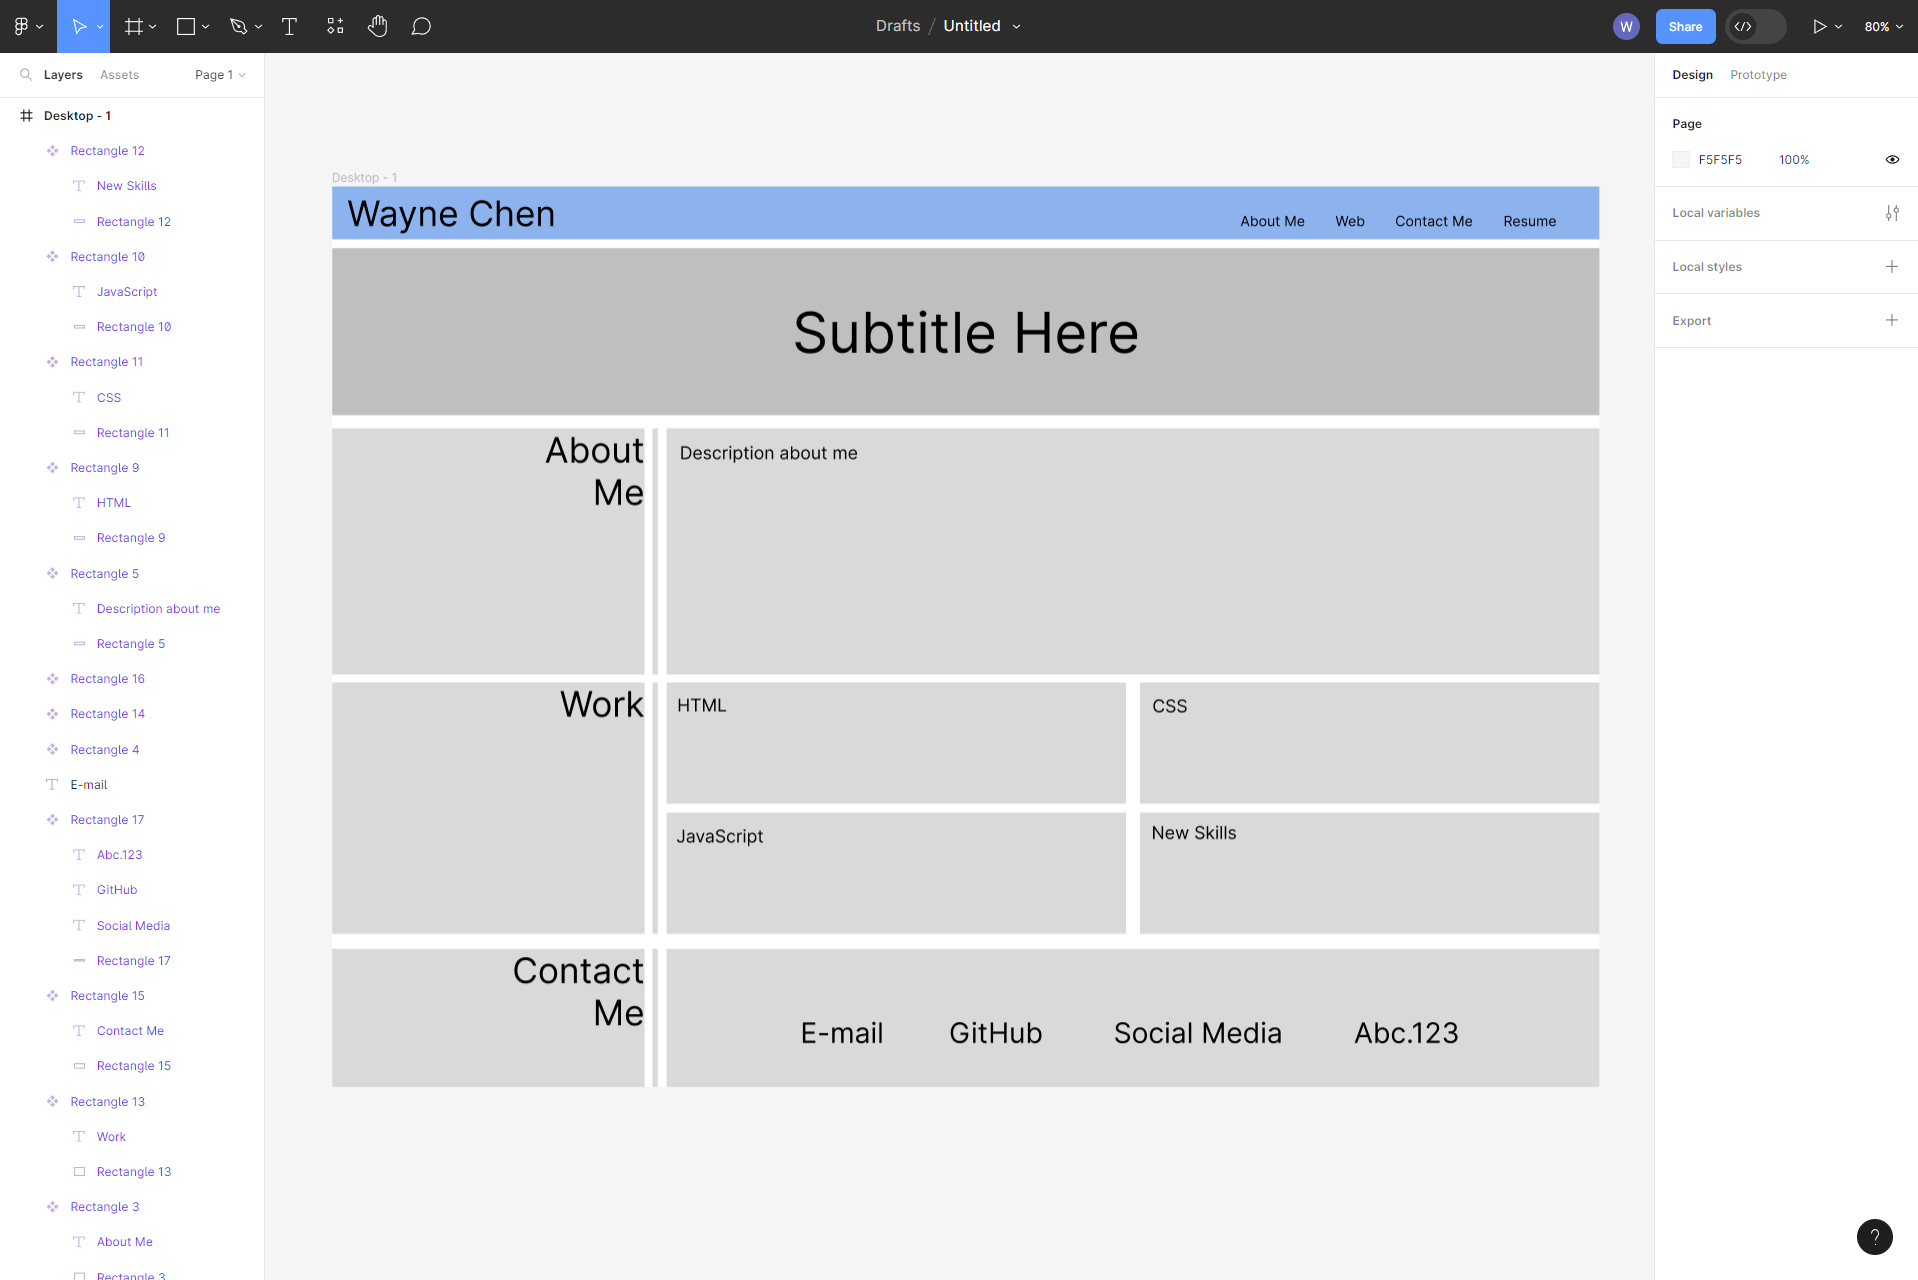 Drafts / Untitled
W
Share
80%
Layers
Assets
Page 1
Desktop - 1
Rectangle 12
New Skills
Rectangle 12
Rectangle 10
JavaScript
Rectangle 10
Rectangle 11
CSS
Rectangle 11
Rectangle 9
HTML
Rectangle 9
Rectangle 5
Description about me
Rectangle 5
Rectangle 16
Rectangle 14
Rectangle 4
E-mail
Rectangle 17
Abc.123
GitHub
Social Media
Rectangle 17
Rectangle 15
Contact Me
Rectangle 15
Rectangle 13
Work
Rectangle 13
Rectangle 3
About Me
Rectangle 3
Desktop - 1
Wayne Chen
About Me
Web
Contact Me
Resume
Subtitle Here
About
Me
Description about me
Work
HTML
CSS
JavaScript
New Skills
Contact
Me
E-mail
GitHub
Social Media
Abc.123
Design
Prototype
Page
F5F5F5
100%
Local variables
Local styles
Export
?